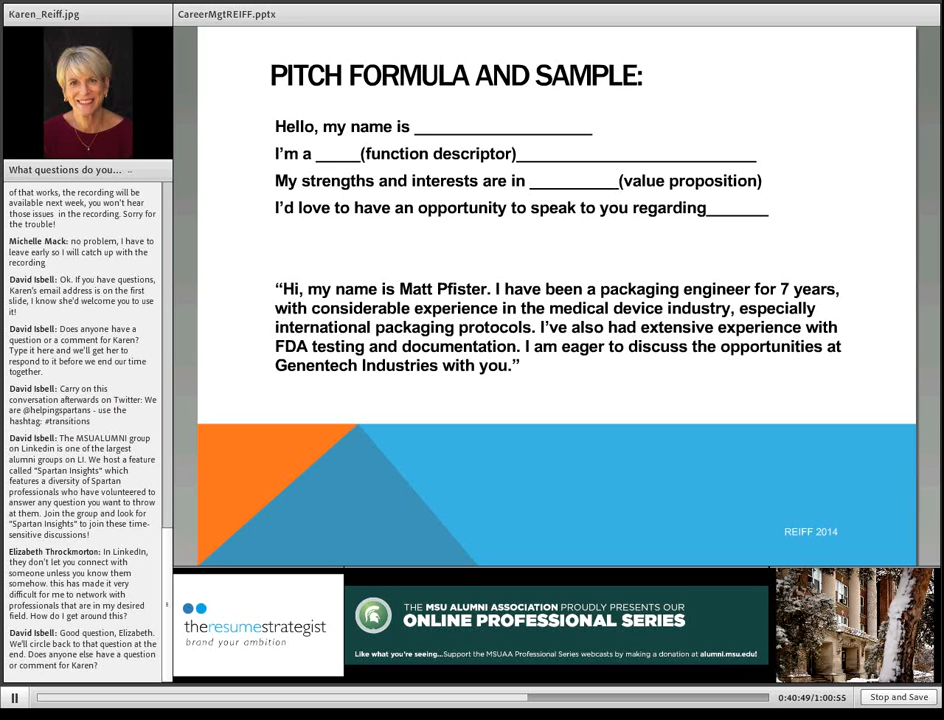 Karen_Reiff.jpg
CareerMgtREIFF.pptx
What questions do you... ..
of that works, the recording will be
available next week, you won't hear
those issues in the recording. Sorry for
the trouble!
Michelle Mack: no problem, I have to
leave early so I will catch up with the
recording
David Isbell: Ok. If you have questions,
Karen's email address is on the first
slide, I know she'd welcome you to use
it!
David Isbell: Does anyone have a
question or a comment for Karen?
Type it here and we'll get her to
respond to it before we end our time
together.
David Isbell: Carry on this
conversation afterwards on Twitter: We
are @helpingspartans - use the
hashtag: #transitions
David Isbell: The MSUALUMNI group
on Linkedin is one of the largest
alumni groups on LI. We host a feature
called "Spartan Insights" which
features a diversity of Spartan
professionals who have volunteered to
answer any question you want to throw
at them. Join the group and look for
"Spartan Insights" to join these time-
sensitive discussions!
Elizabeth Throckmorton: In LinkedIn,
they don't let you connect with
someone unless you know them
somehow. this has made it very
difficult for me to network with
professionals that are in my desired
field. How do I get around this?
David Isbell: Good question, Elizabeth.
We'll circle back to that question at the
end. Does anyone else have a question
or comment for Karen?
PITCH FORMULA AND SAMPLE:
Hello, my name is ____________________
I'm a _____(function descriptor)___________________________
My strengths and interests are in __________(value proposition)
I'd love to have an opportunity to speak to you regarding_______
“Hi, my name is Matt Pfister. I have been a packaging engineer for 7 years,
with considerable experience in the medical device industry, especially
international packaging protocols. I've also had extensive experience with
FDA testing and documentation. I am eager to discuss the opportunities at
Genentech Industries with you.”
REIFF 2014
theresumestrategist
brand your ambition
THE MSU ALUMNI ASSOCIATION PROUDLY PRESENTS OUR
ONLINE PROFESSIONAL SERIES
Like what you're seeing...Support the MSUAA Professional Series webcasts by making a donation at alumni.msu.edu!
0:40:49/1:00:55
Stop and Save